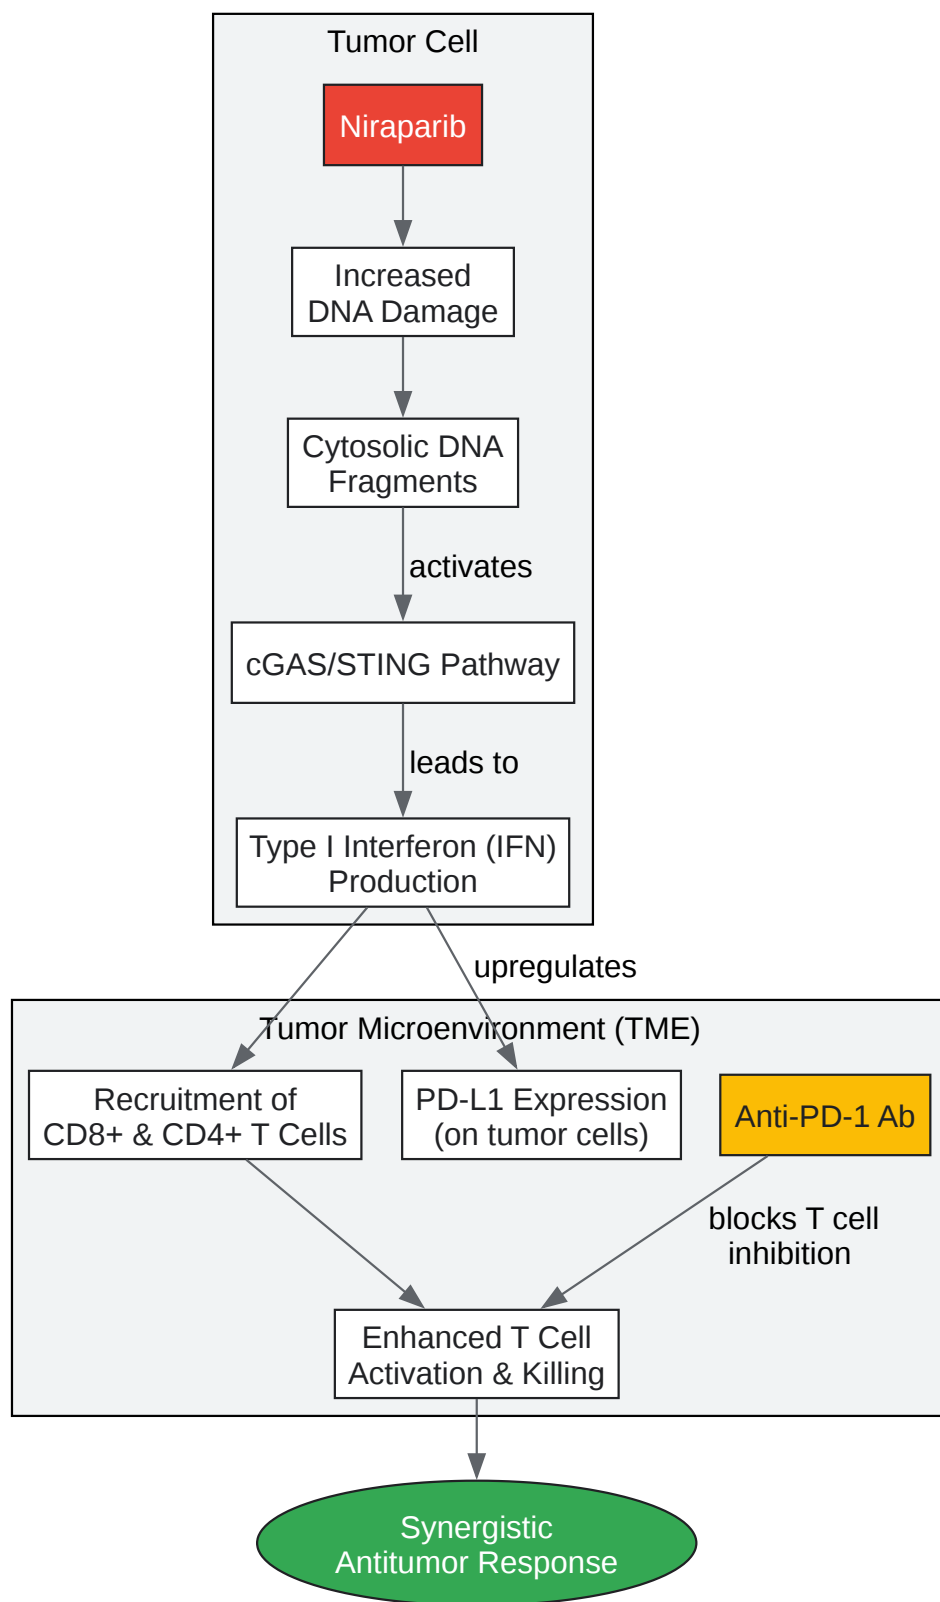 Tumor Cell
Niraparib
Increased
DNA Damage
Cytosolic DNA
Fragments
activates
cGAS/STING Pathway
leads to
Type I Interferon (IFN)
Production
upregulates
Tumor Microenvironment (TME)
Recruitment of
CD8+ & CD4+ T Cells
PD-L1 Expression
(on tumor cells)
Anti-PD-1 Ab
blocks T cell
inhibition
Enhanced T Cell
Activation & Killing
Synergistic
Antitumor Response